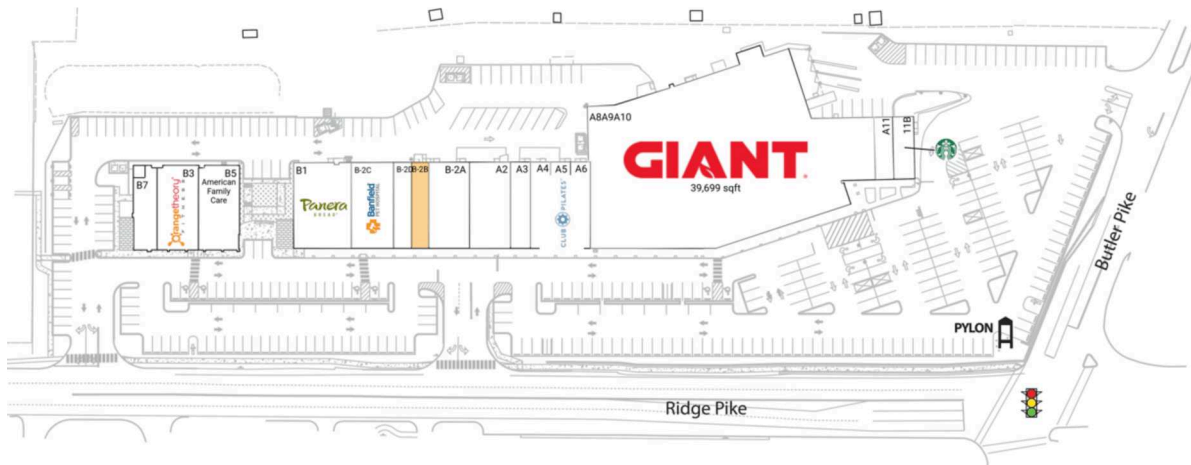 A8A9A10
A11
11B
GIANT
39,699 sqft
B7
B3
B5
American
Family
Care
orangetheory
FITNESS
B1
Panera
BREAD
B-2C
Banfield
PET HOSPITAL
B-2D
B-2B
B-2A
A2
A3
A4
A5
A6
CLUB PILATES
PYLON
Butler Pike
Ridge Pike